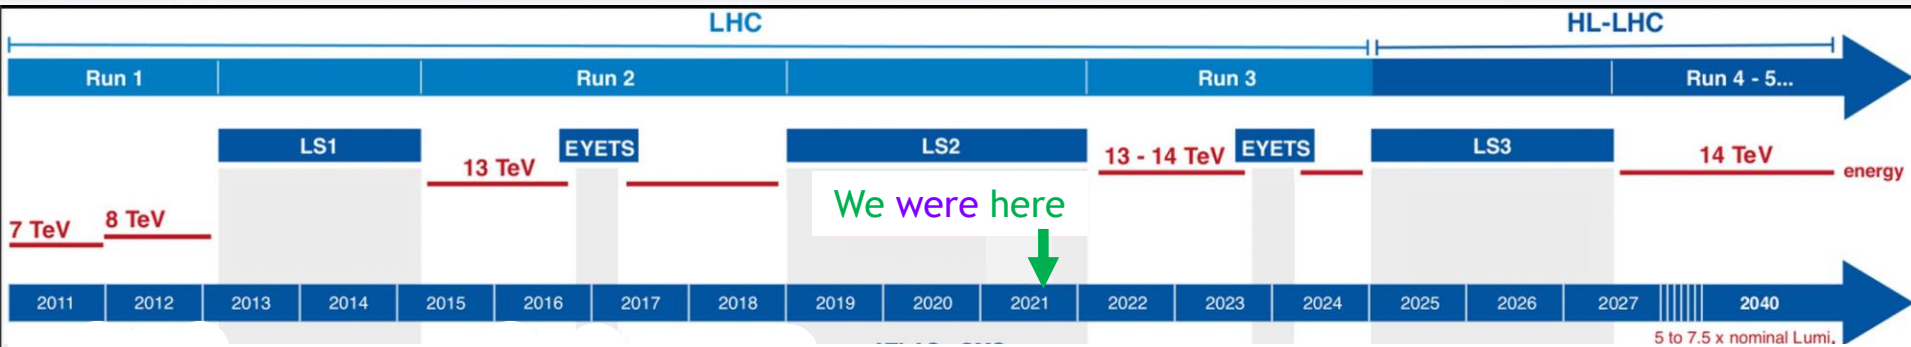 LHC HL-LHC
Run 1 Run 2 Run 3 Run 4 - 5...
LS1 EYETS LS2 EYETS LS3
13 TeV 13 - 14 TeV 14 TeV
energy
7 TeV 8 TeV
We were here
2011 2012 2013 2014 2015 2016 2017 2018 2019 2020 2021 2022 2023 2024 2025 2026 2027 2040
5 to 7.5 x nominal Lumi.